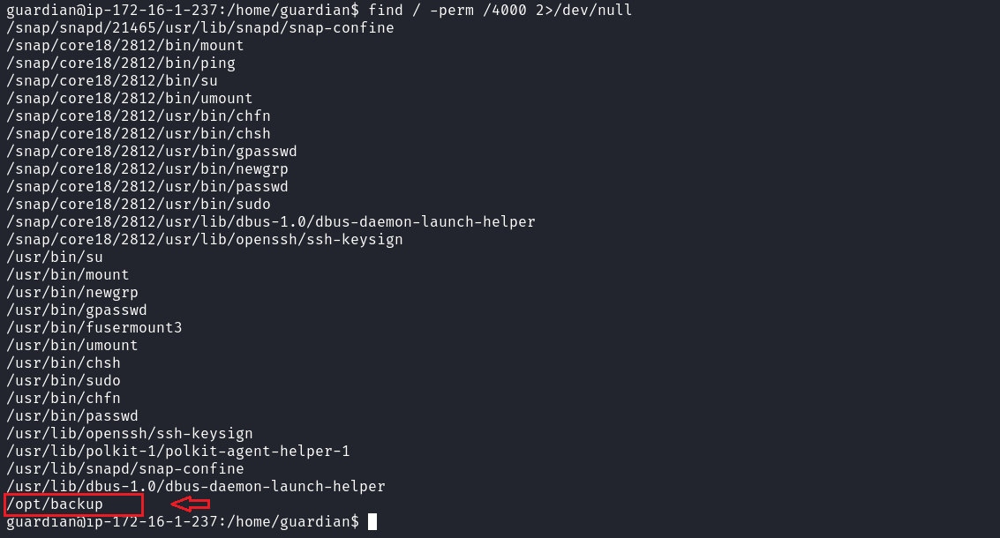 guardian@ip-172-16-1-237:/home/guardian$ find / -perm /4000 2>/dev/null
/snap/snapd/21465/usr/lib/snapd/snap-confine
/snap/core18/2812/bin/mount
/snap/core18/2812/bin/ping
/snap/core18/2812/bin/su
/snap/core18/2812/bin/umount
/snap/core18/2812/usr/bin/chfn
/snap/core18/2812/usr/bin/chsh
/snap/core18/2812/usr/bin/gpasswd
/snap/core18/2812/usr/bin/newgrp
/snap/core18/2812/usr/bin/passwd
/snap/core18/2812/usr/bin/sudo
/snap/core18/2812/usr/lib/dbus-1.0/dbus-daemon-launch-helper
/snap/core18/2812/usr/lib/openssh/ssh-keysign
/usr/bin/su
/usr/bin/mount
/usr/bin/newgrp
/usr/bin/gpasswd
/usr/bin/fusermount3
/usr/bin/umount
/usr/bin/chsh
/usr/bin/sudo
/usr/bin/chfn
/usr/bin/passwd
/usr/lib/openssh/ssh-keysign
/usr/lib/polkit-1/polkit-agent-helper-1
/usr/lib/snapd/snap-confine
/usr/lib/dbus-1.0/dbus-daemon-launch-helper
/opt/backup
guardian@ip-172-16-1-237:/home/guardian$